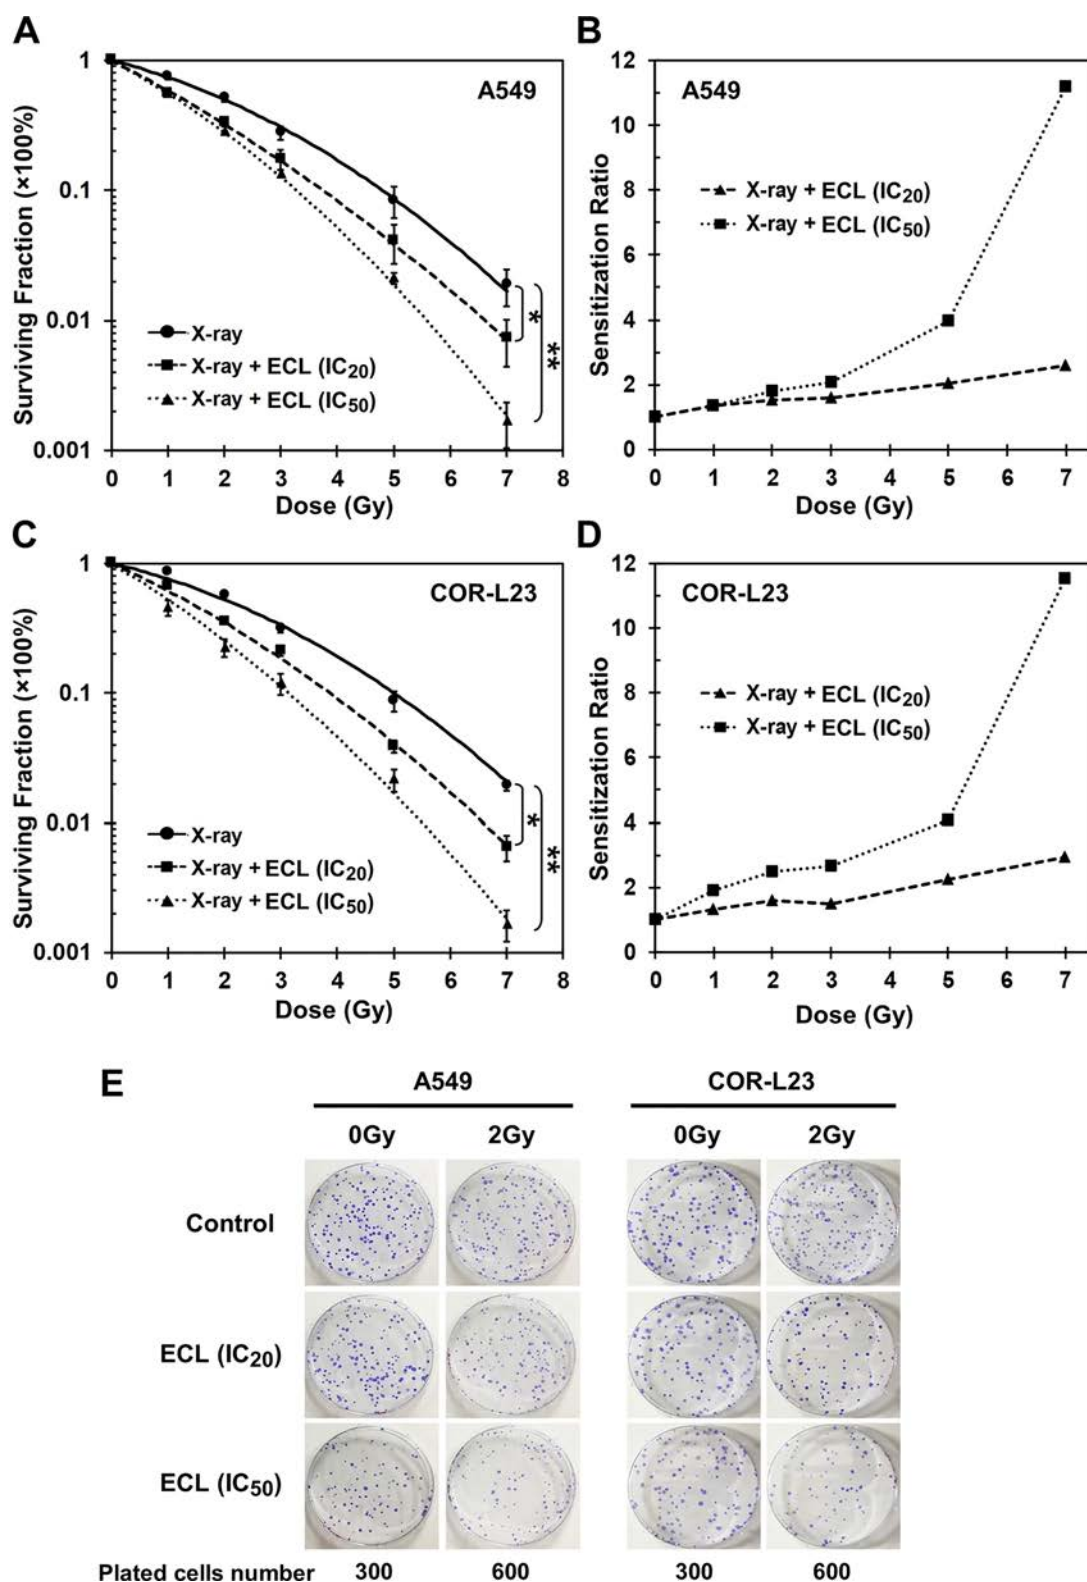 A
1
0.1
0.01
0.001
Surviving Fraction (×100%)
A549
X-ray
X-ray + ECL (IC20)
X-ray + ECL (IC50)
*
**
0 1 2 3 4 5 6 7 8
Dose (Gy)
B
12
10
8
6
4
2
0
Sensitization Ratio
A549
X-ray + ECL (IC20)
X-ray + ECL (IC50)
0 1 2 3 4 5 6 7
Dose (Gy)
C
1
0.1
0.01
0.001
Surviving Fraction (×100%)
COR-L23
X-ray
X-ray + ECL (IC20)
X-ray + ECL (IC50)
*
**
0 1 2 3 4 5 6 7 8
Dose (Gy)
D
12
10
8
6
4
2
0
Sensitization Ratio
COR-L23
X-ray + ECL (IC20)
X-ray + ECL (IC50)
0 1 2 3 4 5 6 7
Dose (Gy)
E
A549 COR-L23
0Gy 2Gy 0Gy 2Gy
Control
ECL (IC20)
ECL (IC50)
Plated cells number 300 600 300 600